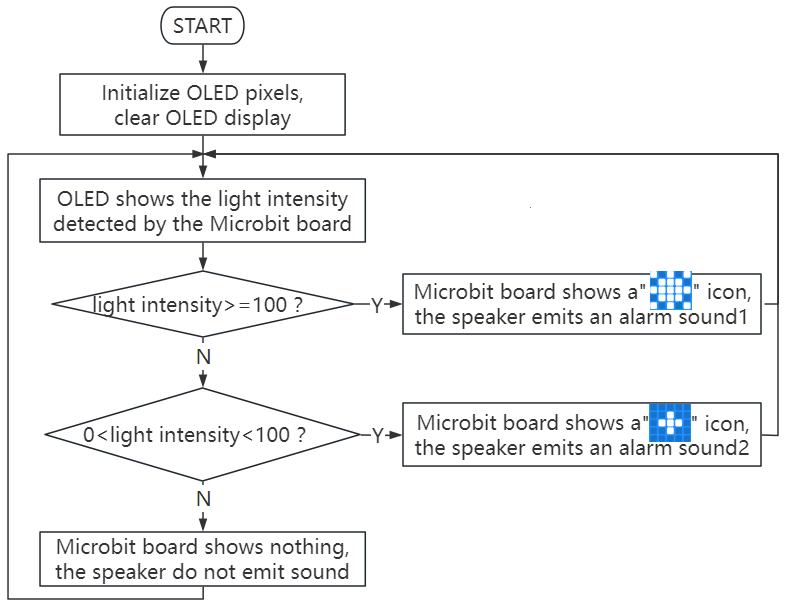 START
Initialize OLED pixels,
clear OLED display
OLED shows the light intensity
detected by the Microbit board
light intensity>=100 ?
Y
Microbit board shows a" " icon,
the speaker emits an alarm sound1
N
0<light intensity<100 ?
Y
Microbit board shows a" " icon,
the speaker emits an alarm sound2
N
Microbit board shows nothing,
the speaker do not emit sound